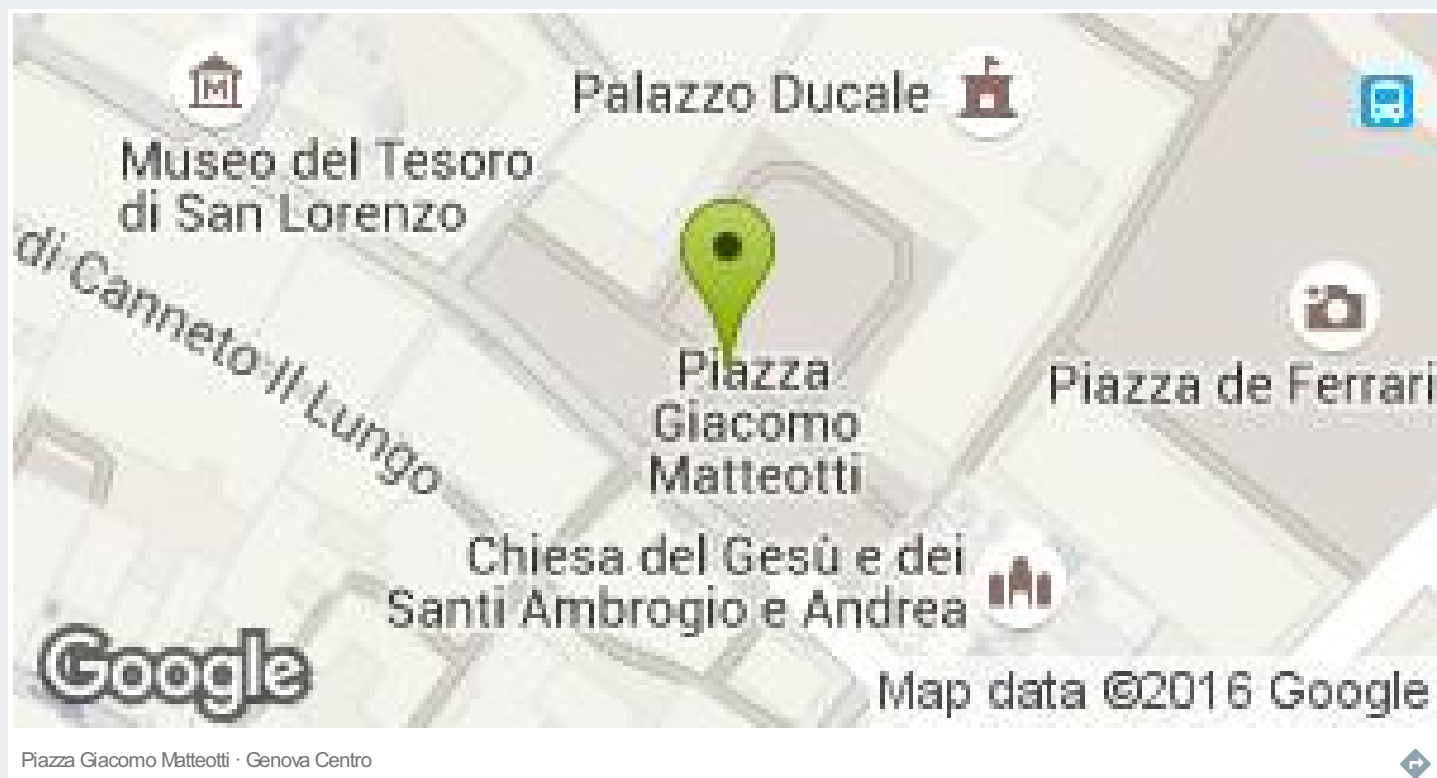 Palazzo Ducale
M
Museo del Tesoro
di San Lorenzo
di Canneto Il Lungo
Piazza
Giacomo
Matteotti
Piazza de Ferrari
Chiesa del Gesù e dei
Santi Ambrogio e Andrea
Google
Map data ©2016 Google
Piazza Giacomo Matteotti · Genova Centro